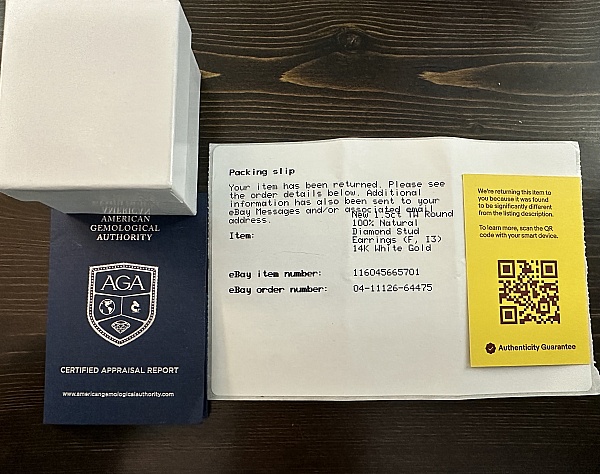 AMERICAN
AMERICAN
GEMOLOGICAL
AUTHORITY
AGA
CERTIFIED APPRAISAL REPORT
www.americangemologicalauthority.com
Packing slip
Your item has been returned. Please see
the order details below. Additional
information has also been sent to your
eBay Messages and/or associated email
address.
Item:
New 1.5ct TW Round
100% Natural
Diamond Stud
Earrings (F, I3)
14K White Gold
eBay item number: 116045665701
eBay order number: 04-11126-64475
We're returning this item to
you because it was found
to be significantly different
from the listing description.
To learn more, scan the QR
code with your smart device.
Authenticity Guarantee